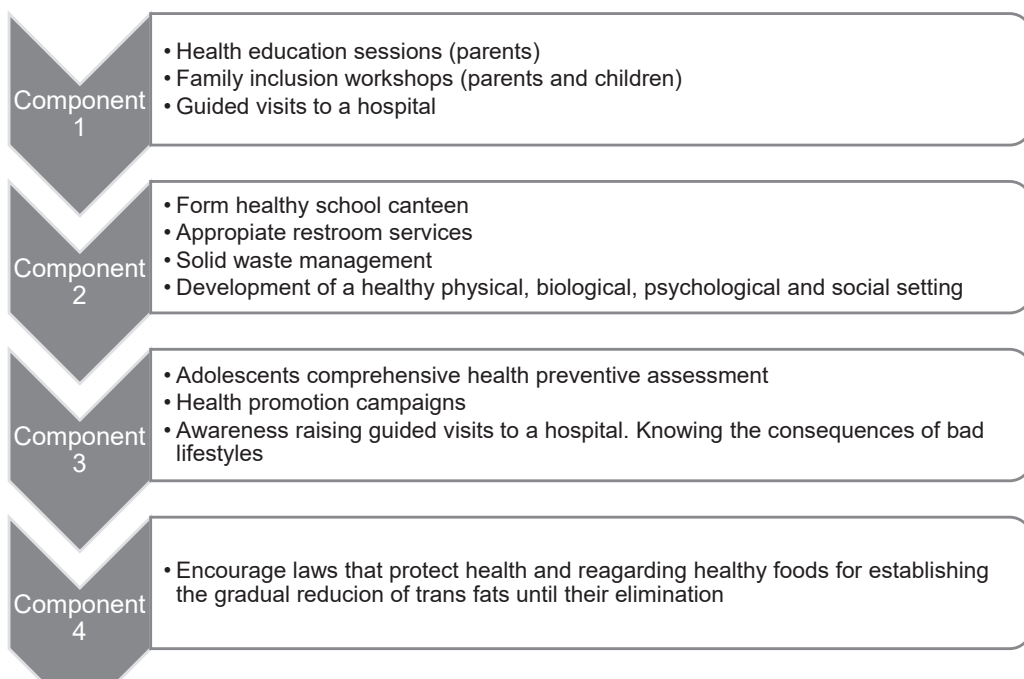 Component
1
• Health education sessions (parents)
• Family inclusion workshops (parents and children)
• Guided visits to a hospital
Component
2
• Form healthy school canteen
• Appropiate restroom services
• Solid waste management
• Development of a healthy physical, biological, psychological and social setting
Component
3
• Adolescents comprehensive health preventive assessment
• Health promotion campaigns
• Awareness raising guided visits to a hospital. Knowing the consequences of bad
lifestyles
Component
4
• Encourage laws that protect health and reagarding healthy foods for establishing
the gradual reducion of trans fats until their elimination